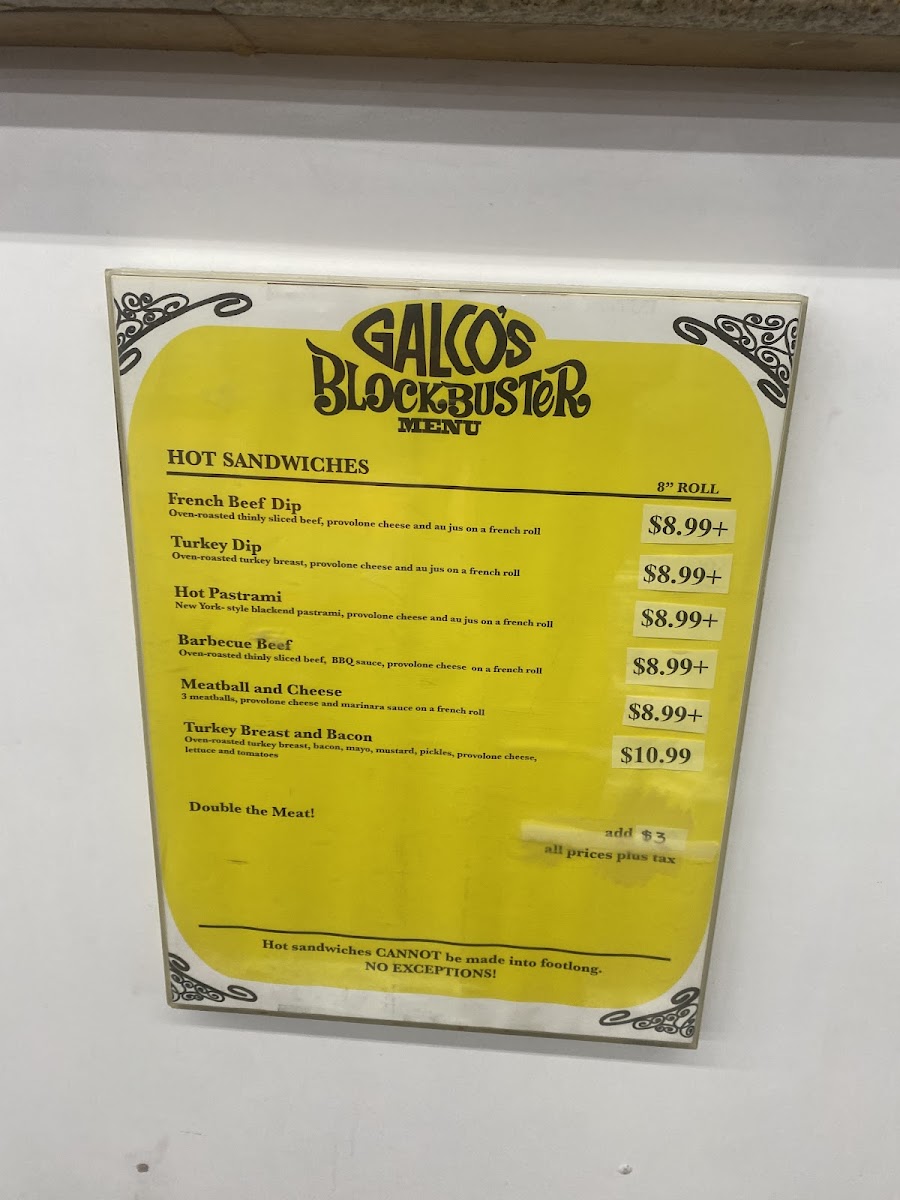 GALCO'S
BLOCKBUSTER
MENU
HOT SANDWICHES
8” ROLL
French Beef Dip
Oven-roasted thinly sliced beef, provolone cheese and au jus on a french roll
$8.99+
Turkey Dip
Oven-roasted turkey breast, provolone cheese and au jus on a french roll
$8.99+
Hot Pastrami
New York- style blackend pastrami, provolone cheese and au jus on a french roll
$8.99+
Barbecue Beef
Oven-roasted thinly sliced beef, BBQ sauce, provolone cheese on a french roll
$8.99+
Meatball and Cheese
3 meatballs, provolone cheese and marinara sauce on a french roll
$8.99+
Turkey Breast and Bacon
Oven-roasted turkey breast, bacon, mayo, mustard, pickles, provolone cheese,
lettuce and tomatoes
$10.99
Double the Meat!
add $3
all prices plus tax
Hot sandwiches CANNOT be made into footlong.
NO EXCEPTIONS!